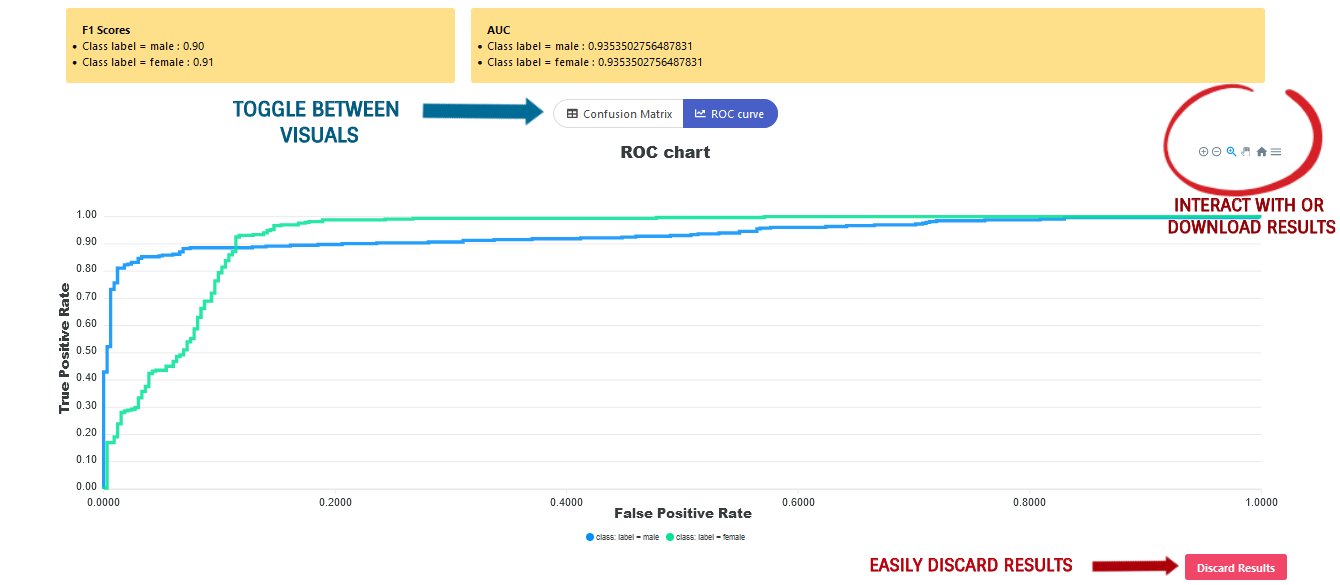 F1 Scores
Class label = male : 0.90
Class label = female : 0.91
AUC
Class label = male : 0.9353502756487831
Class label = female : 0.9353502756487831
TOGGLE BETWEEN
VISUALS
Confusion Matrix
ROC curve
ROC chart
INTERACT WITH OR
DOWNLOAD RESULTS
True Positive Rate
1.00
0.90
0.80
0.70
0.60
0.50
0.40
0.30
0.20
0.10
0.00
0.0000
0.2000
0.4000
0.6000
0.8000
1.0000
False Positive Rate
class: label = male
class: label = female
EASILY DISCARD RESULTS
Discard Results